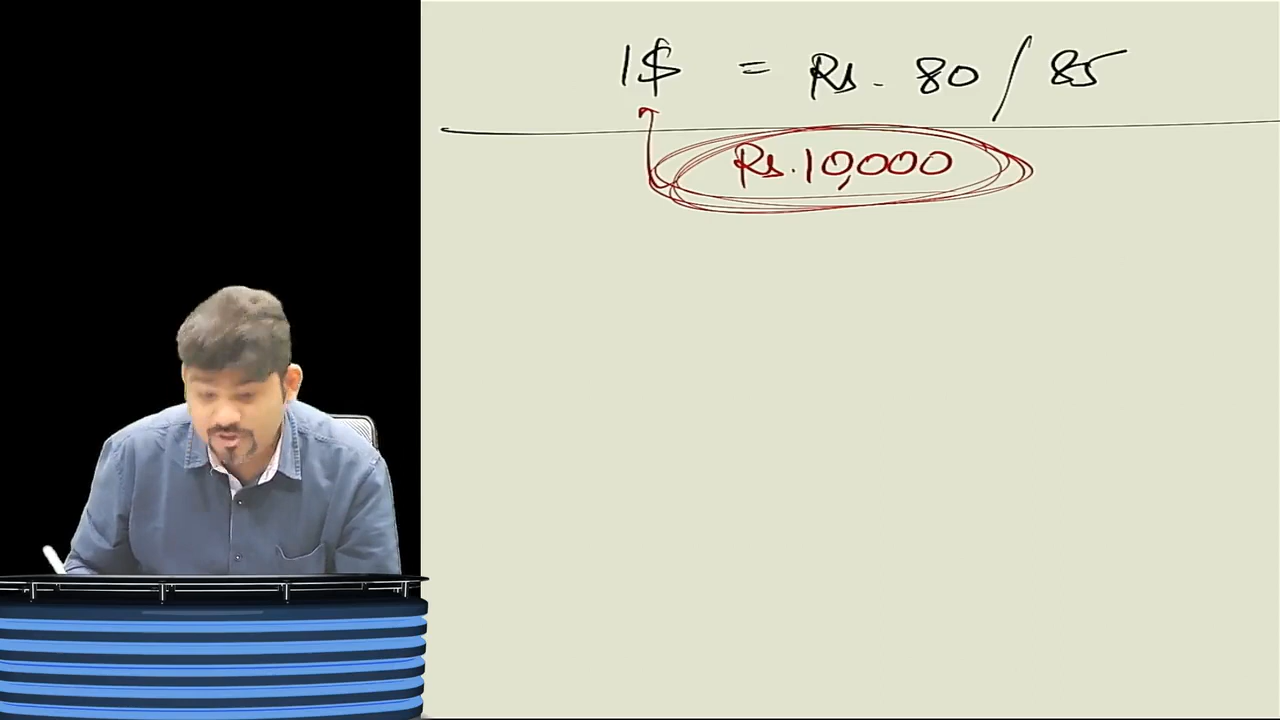 1$ = Rs. 80/85
Rs.10,000